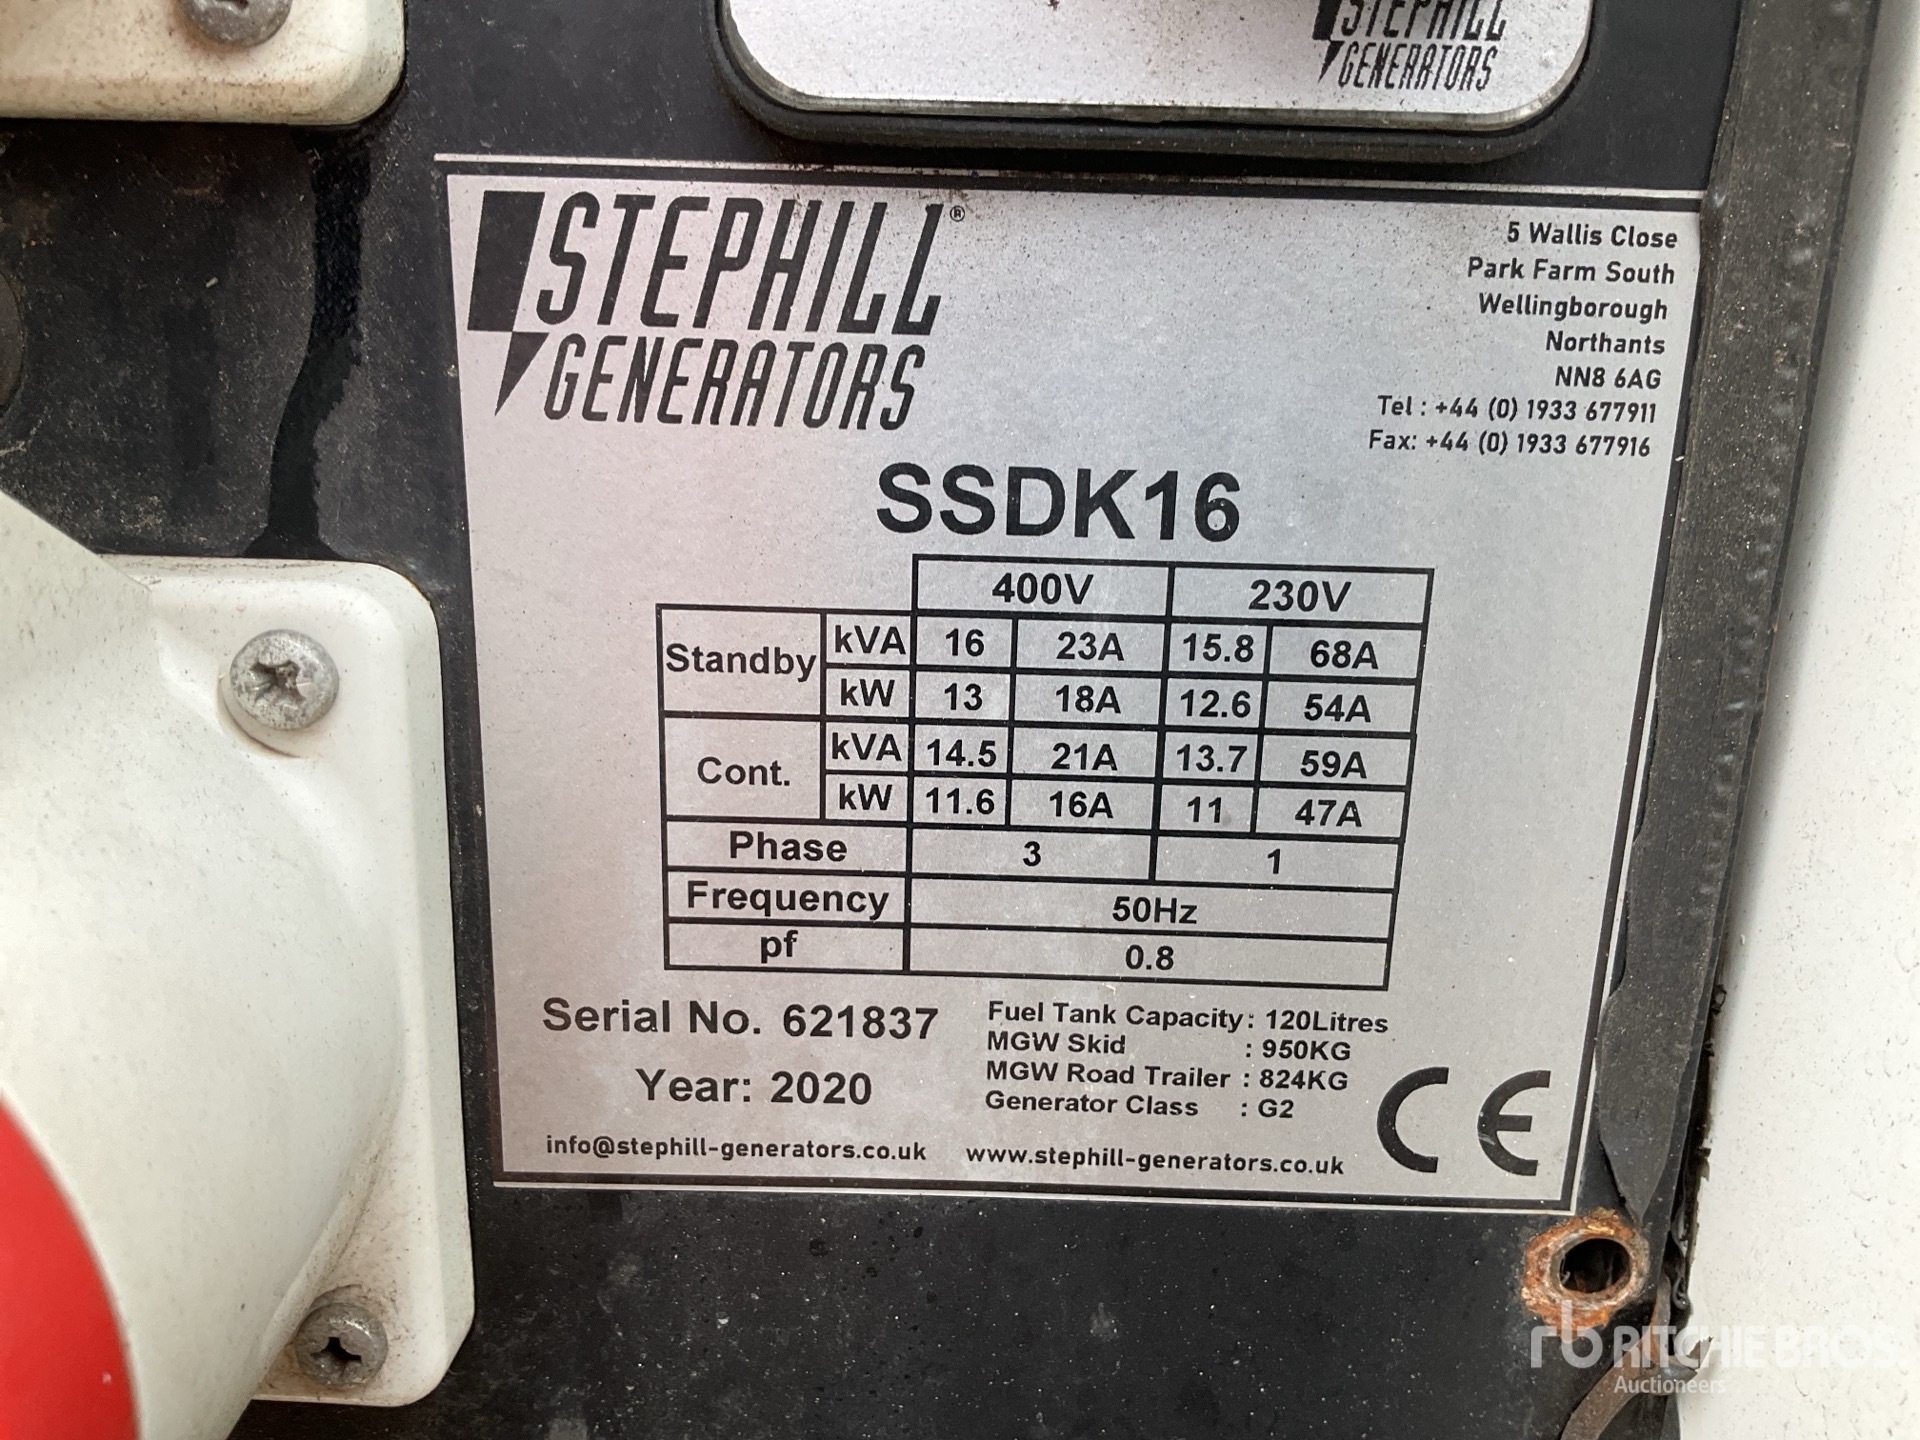 STEPHILL
GENERATORS
STEPHILL®
GENERATORS
5 Wallis Close
Park Farm South
Wellingborough
Northants
NN8 6AG
Tel : +44 (0) 1933 677911
Fax: +44 (0) 1933 677916
SSDK16
400V 230V
Standby kVA 16 23A 15.8 68A
kW 13 18A 12.6 54A
Cont. kVA 14.5 21A 13.7 59A
kW 11.6 16A 11 47A
Phase 3 1
Frequency 50Hz
pf 0.8
Serial No. 621837
Year: 2020
Fuel Tank Capacity: 120Litres
MGW Skid : 950KG
MGW Road Trailer : 824KG
Generator Class : G2
CE
info@stephill-generators.co.uk www.stephill-generators.co.uk
rb RITCHIE BROS.
Auctioneers